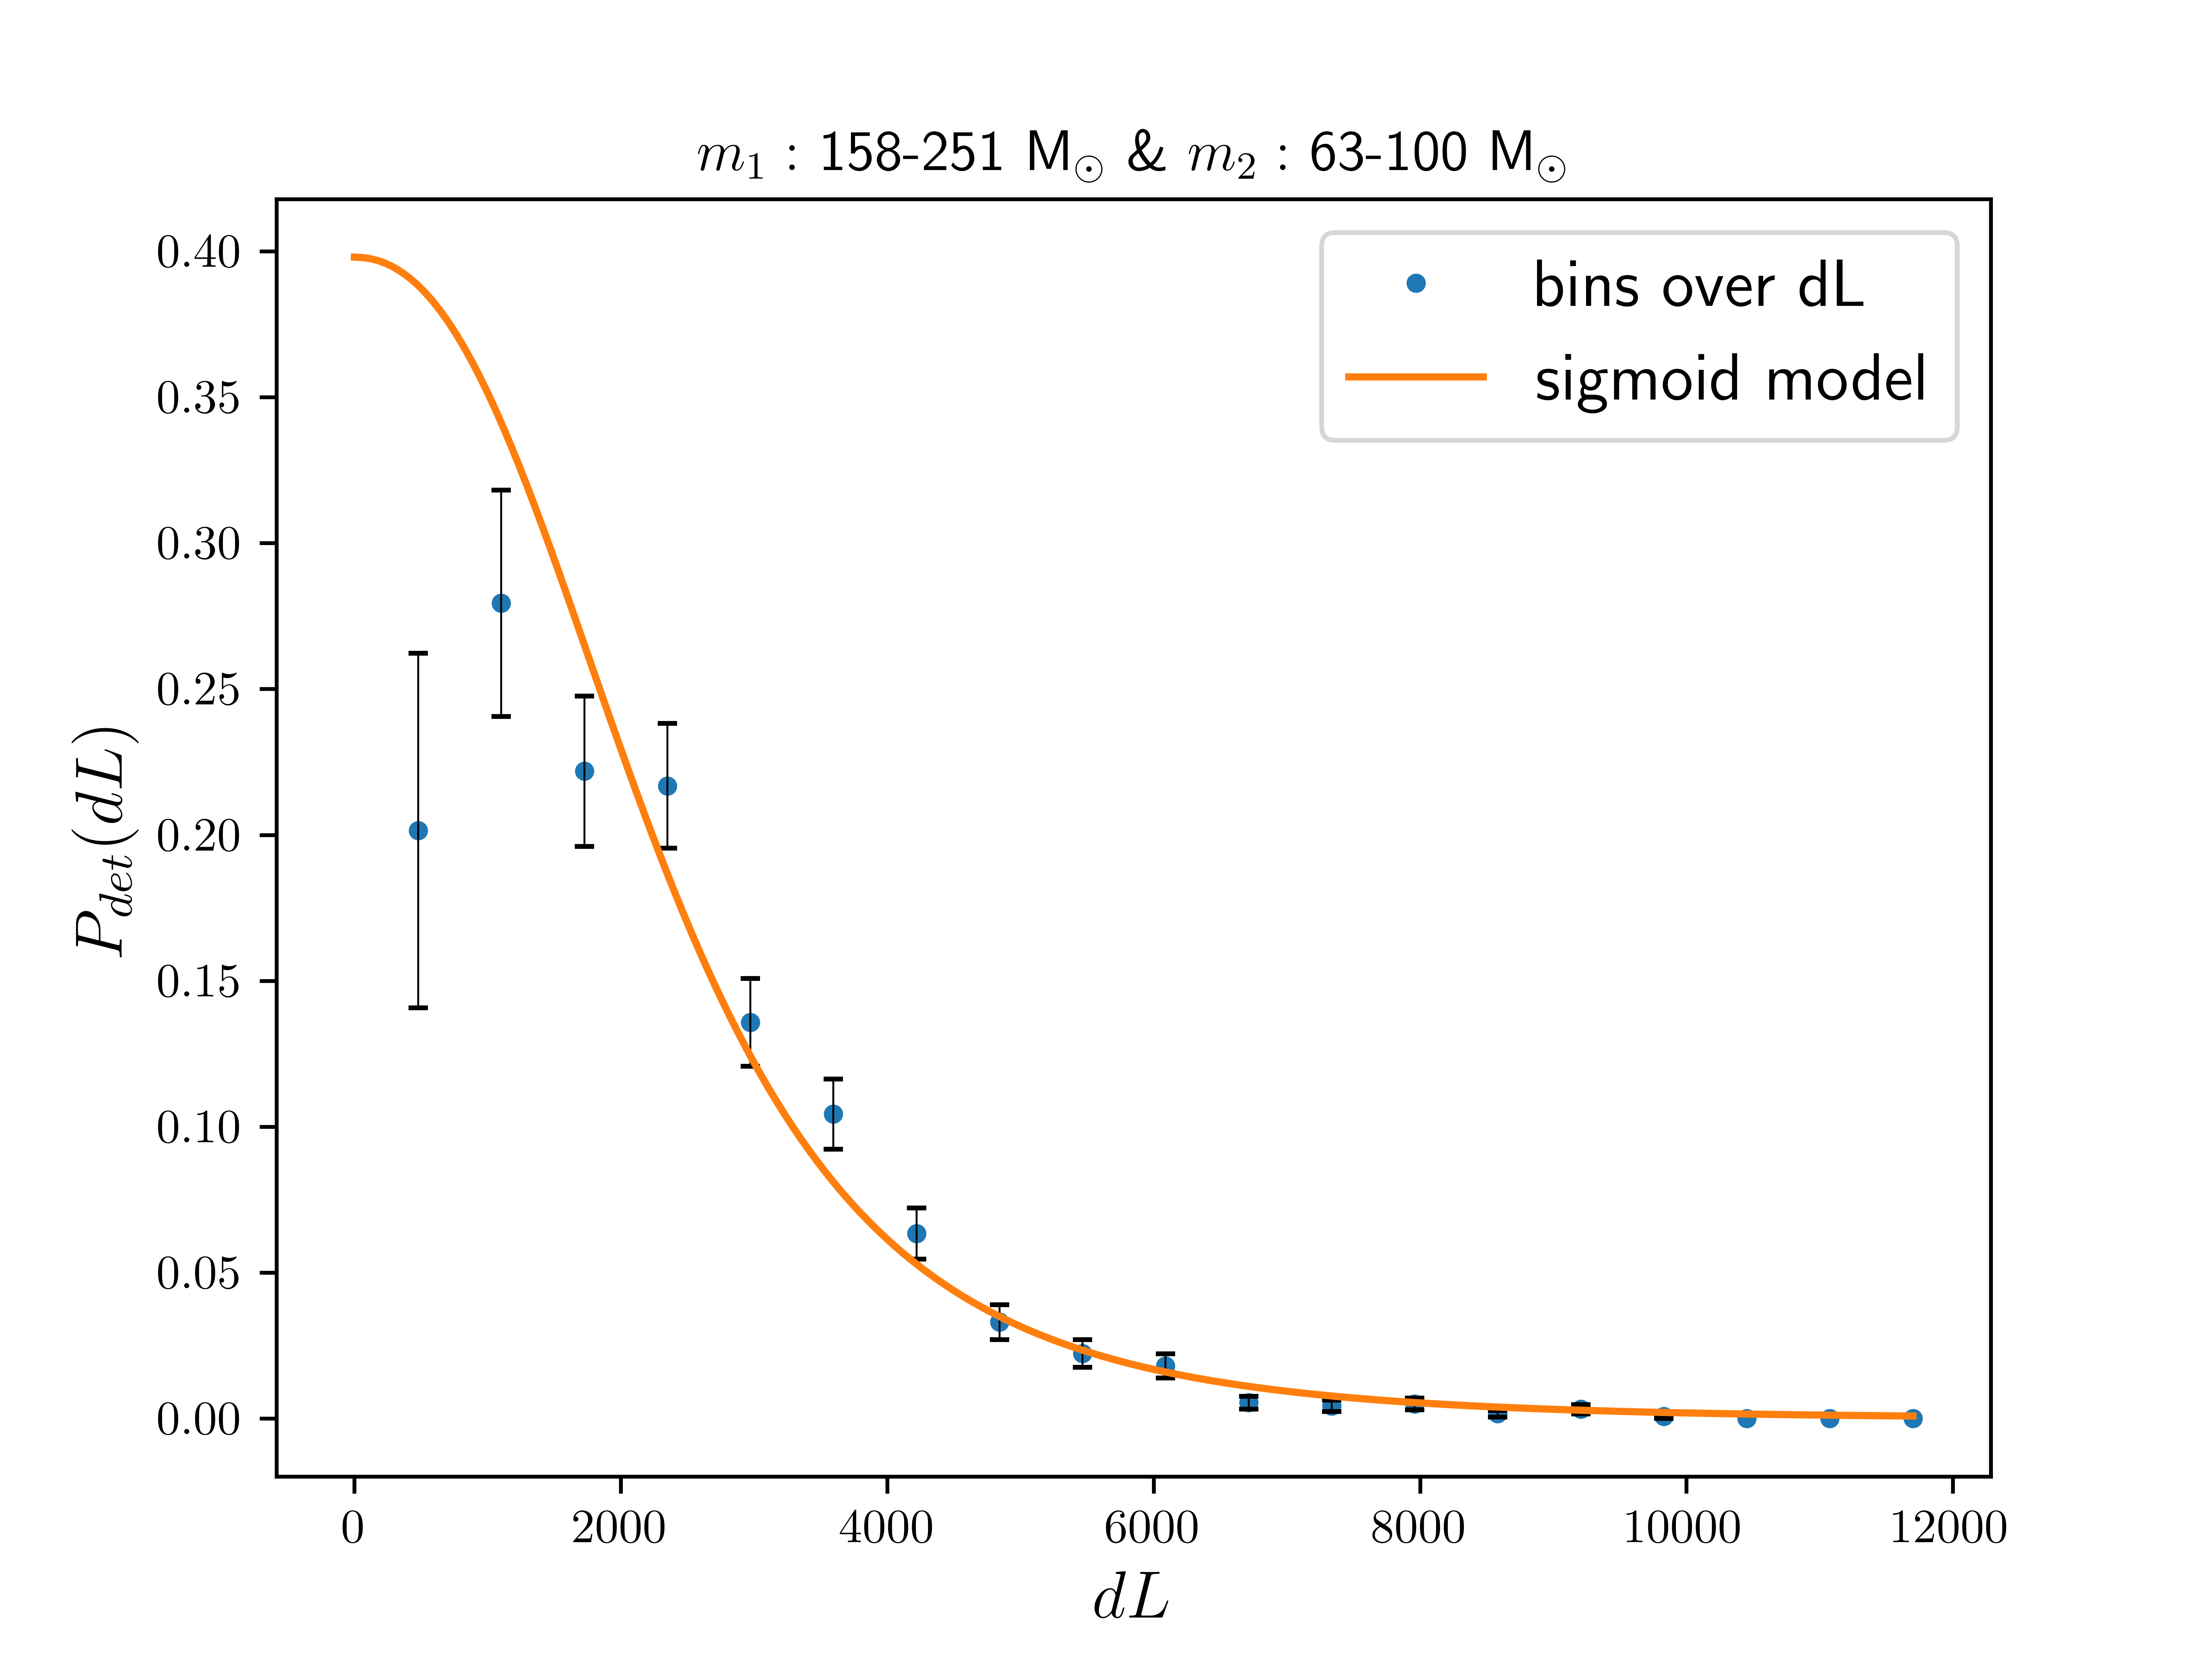 m₁ : 158-251 M⊙ & m₂ : 63-100 M⊙
bins over dL
sigmoid model
0.40
0.35
0.30
0.25
0.20
0.15
0.10
0.05
0.00
P_det(dL)
0 2000 4000 6000 8000 10000 12000
dL